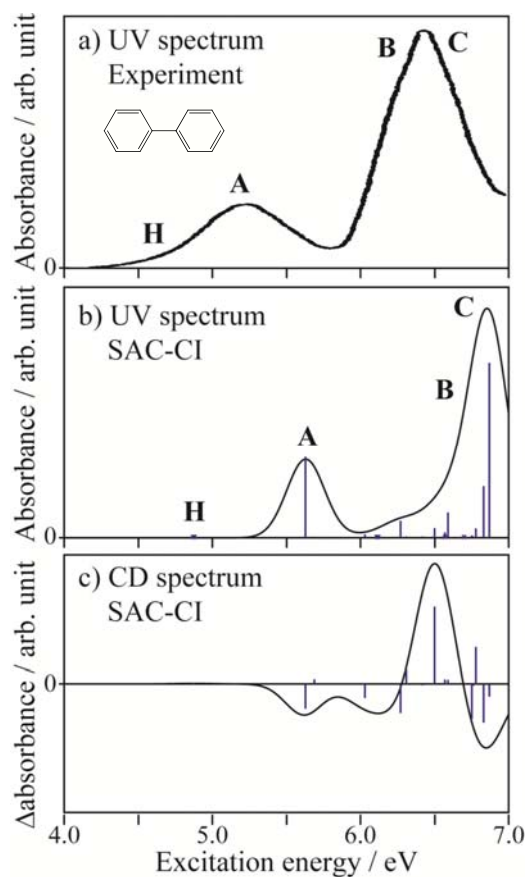 Absorbance / arb. unit
a) UV spectrum
Experiment
H
A
B
C
0
Absorbance / arb. unit
b) UV spectrum
SAC-CI
H
A
B
C
0
Δabsorbance / arb. unit
c) CD spectrum
SAC-CI
0
4.0 5.0 6.0 7.0
Excitation energy / eV